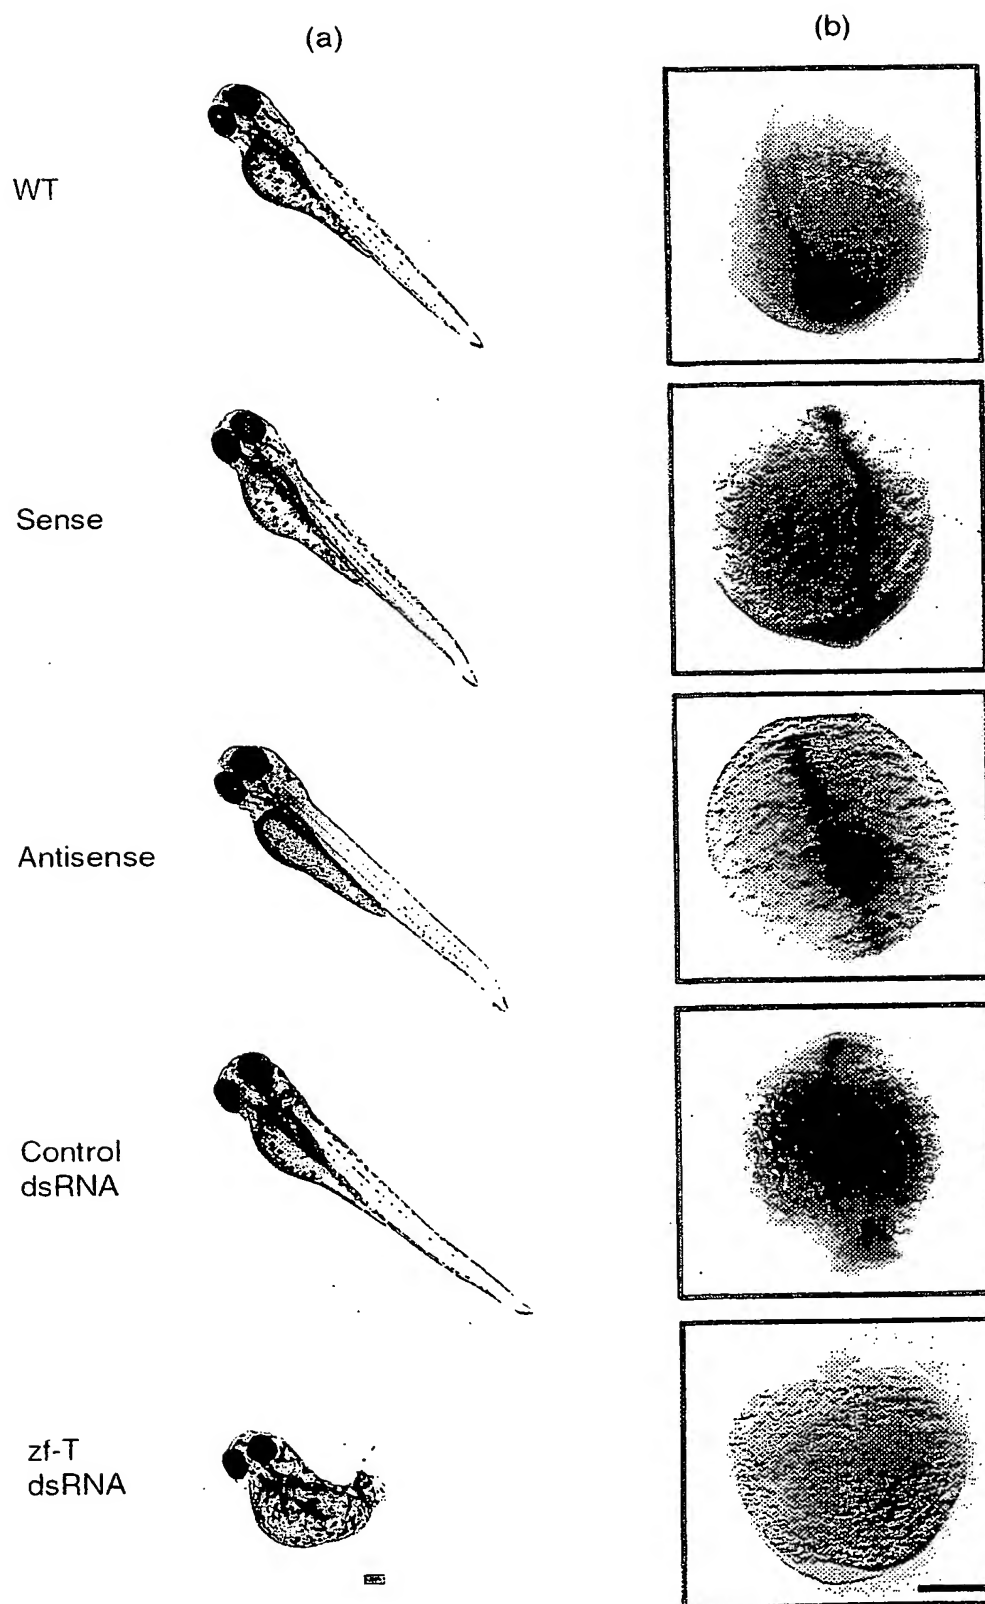 (a)
(b)
WT
Sense
Antisense
Control
dsRNA
zf-T
dsRNA